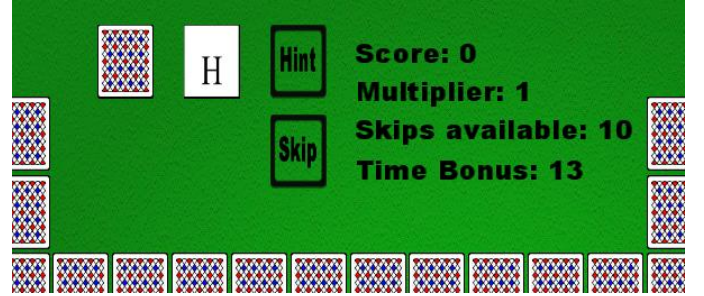 H
Hint
Score: 0
Multiplier: 1
Skip
Skips available: 10
Time Bonus: 13